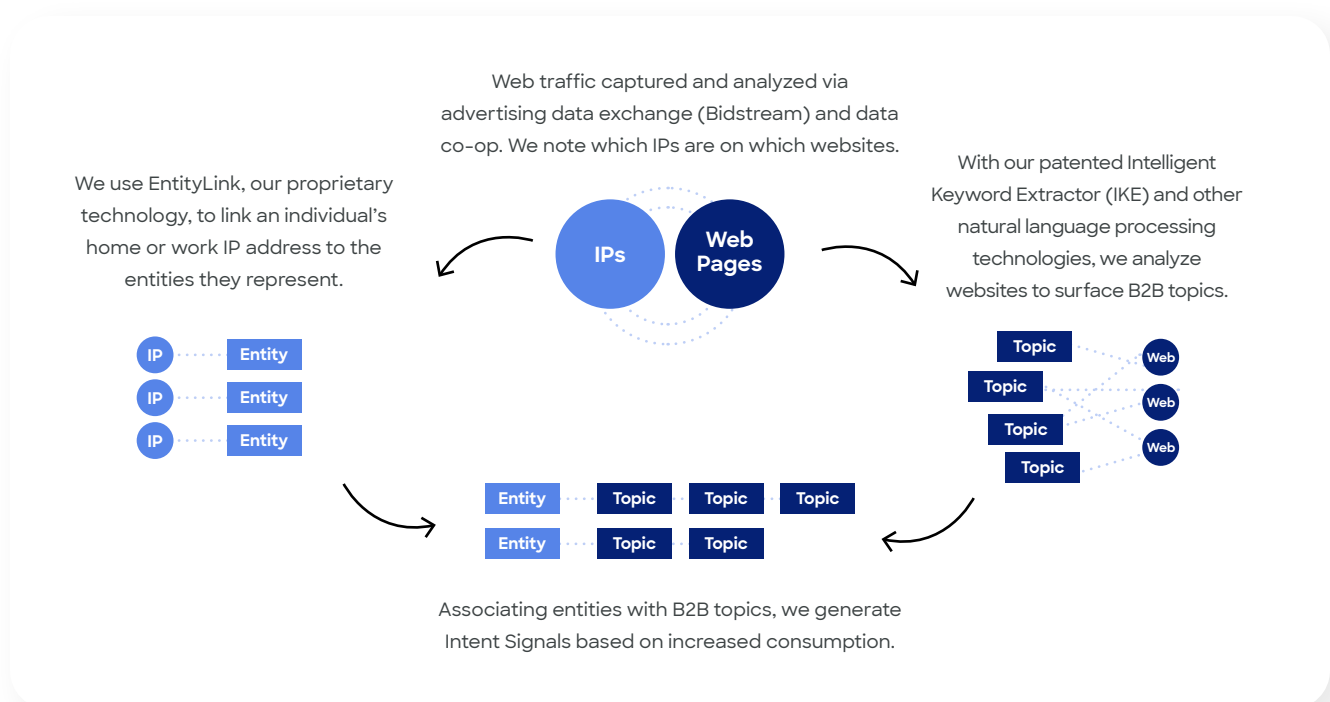 Web traffic captured and analyzed via
advertising data exchange (Bidstream) and data
co-op. We note which IPs are on which websites.
We use EntityLink, our proprietary
technology, to link an individual’s
home or work IP address to the
entities they represent.
IPs
Web
Pages
With our patented Intelligent
Keyword Extractor (IKE) and other
natural language processing
technologies, we analyze
websites to surface B2B topics.
IP Entity
IP Entity
IP Entity
Topic
Topic
Topic
Topic
Web
Web
Web
Entity Topic Topic Topic
Entity Topic Topic
Associating entities with B2B topics, we generate
Intent Signals based on increased consumption.